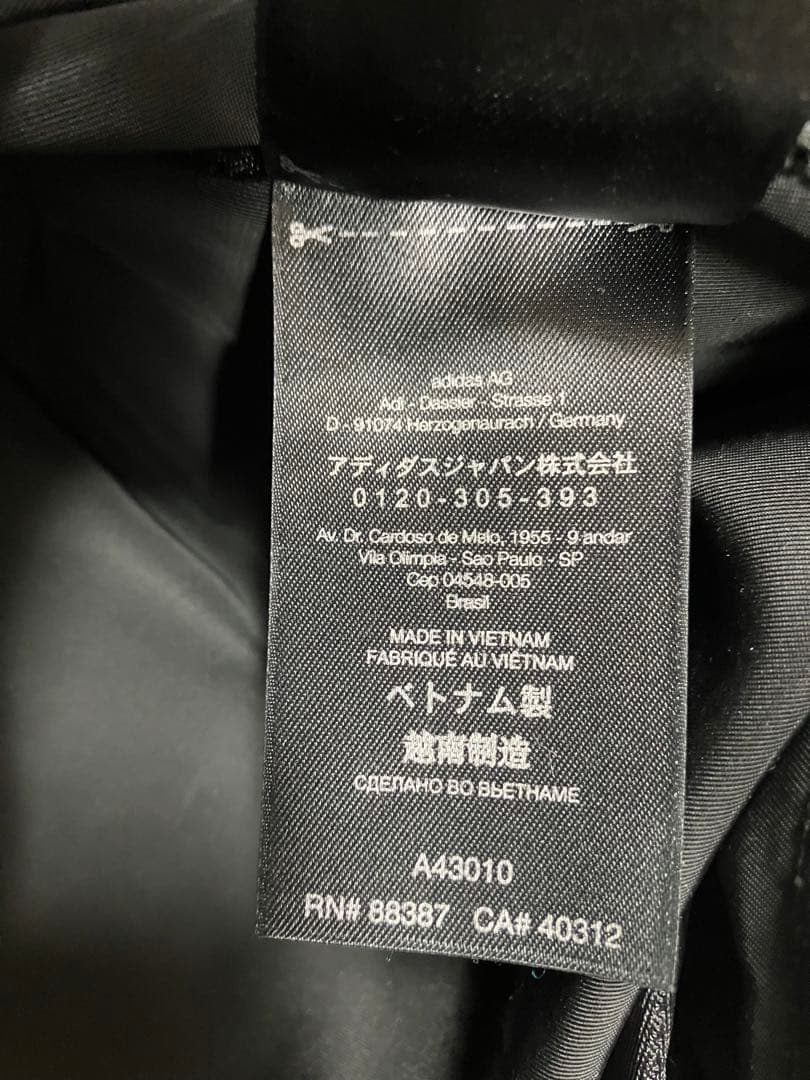 adidas AG
Adi - Dassler - Strasse 1
D - 91074 Herzogenaurach / Germany
アディダスジャパン株式会社
0120-305-393
Av. Dr. Cardoso de Melo, 1955 - 9 andar
Vila Olimpia - Sao Paulo - SP
Cep 04548-005
Brasil
MADE IN VIETNAM
FABRIQUÉ AU VIÊTNAM
ベトナム製
越南制造
СДЕЛАНО ВО ВЬЕТНАМЕ
A43010
RN# 88387 CA# 40312